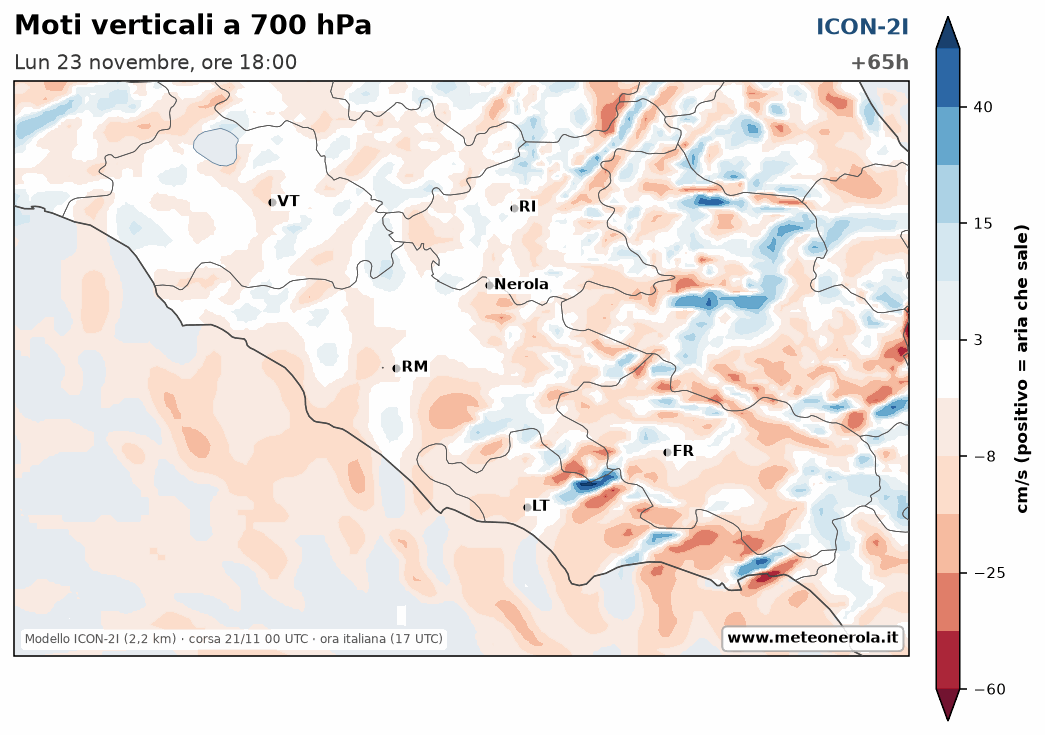 Moti verticali a 700 hPa
ICON-2I
Lun 23 novembre, ore 18:00
+65h
40
15
3
−8
−25
−60
cm/s (positivo = aria che sale)
VT
RI
Nerola
RM
FR
LT
Modello ICON-2I (2,2 km) · corsa 21/11 00 UTC · ora italiana (17 UTC)
www.meteonerola.it